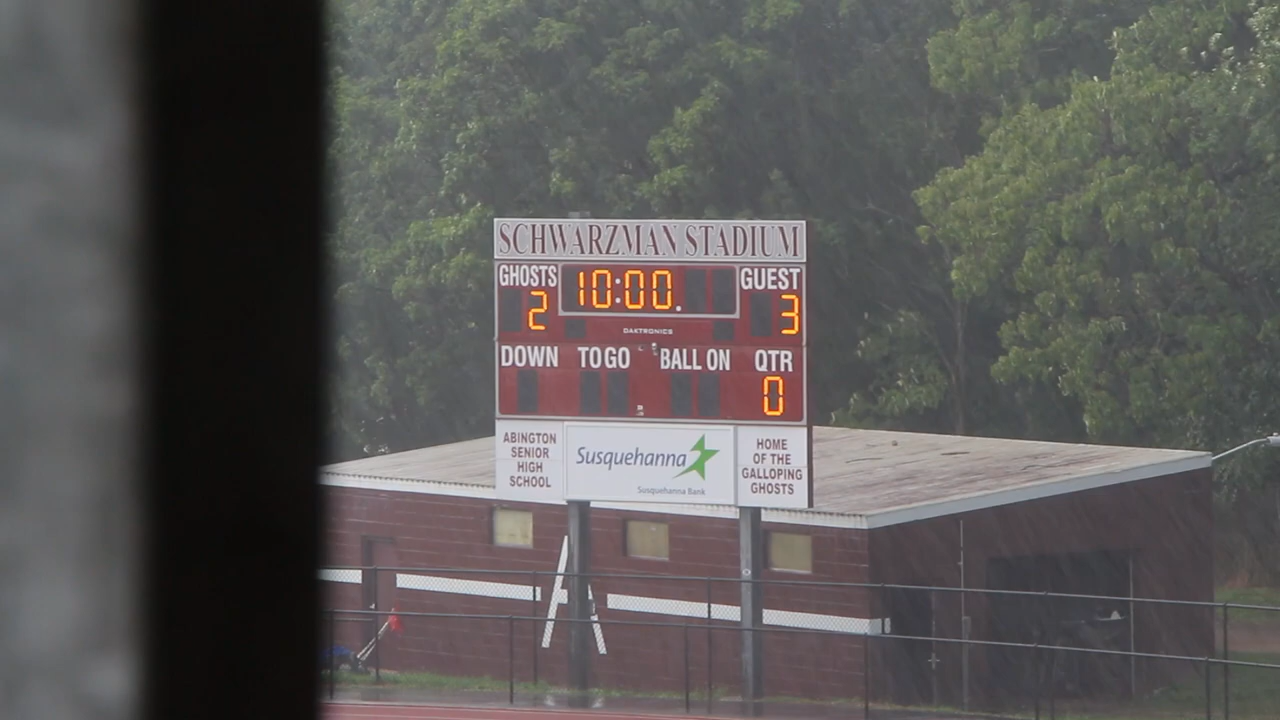 SCHWARZMAN STADIUM
GHOSTS 10:00. GUEST
2 3
DAKTRONICS
DOWN TO GO BALL ON QTR
0
ABINGTON
SENIOR
HIGH
SCHOOL
Susquehanna
Susquehanna Bank
HOME
OF THE
GALLOPING
GHOSTS
A